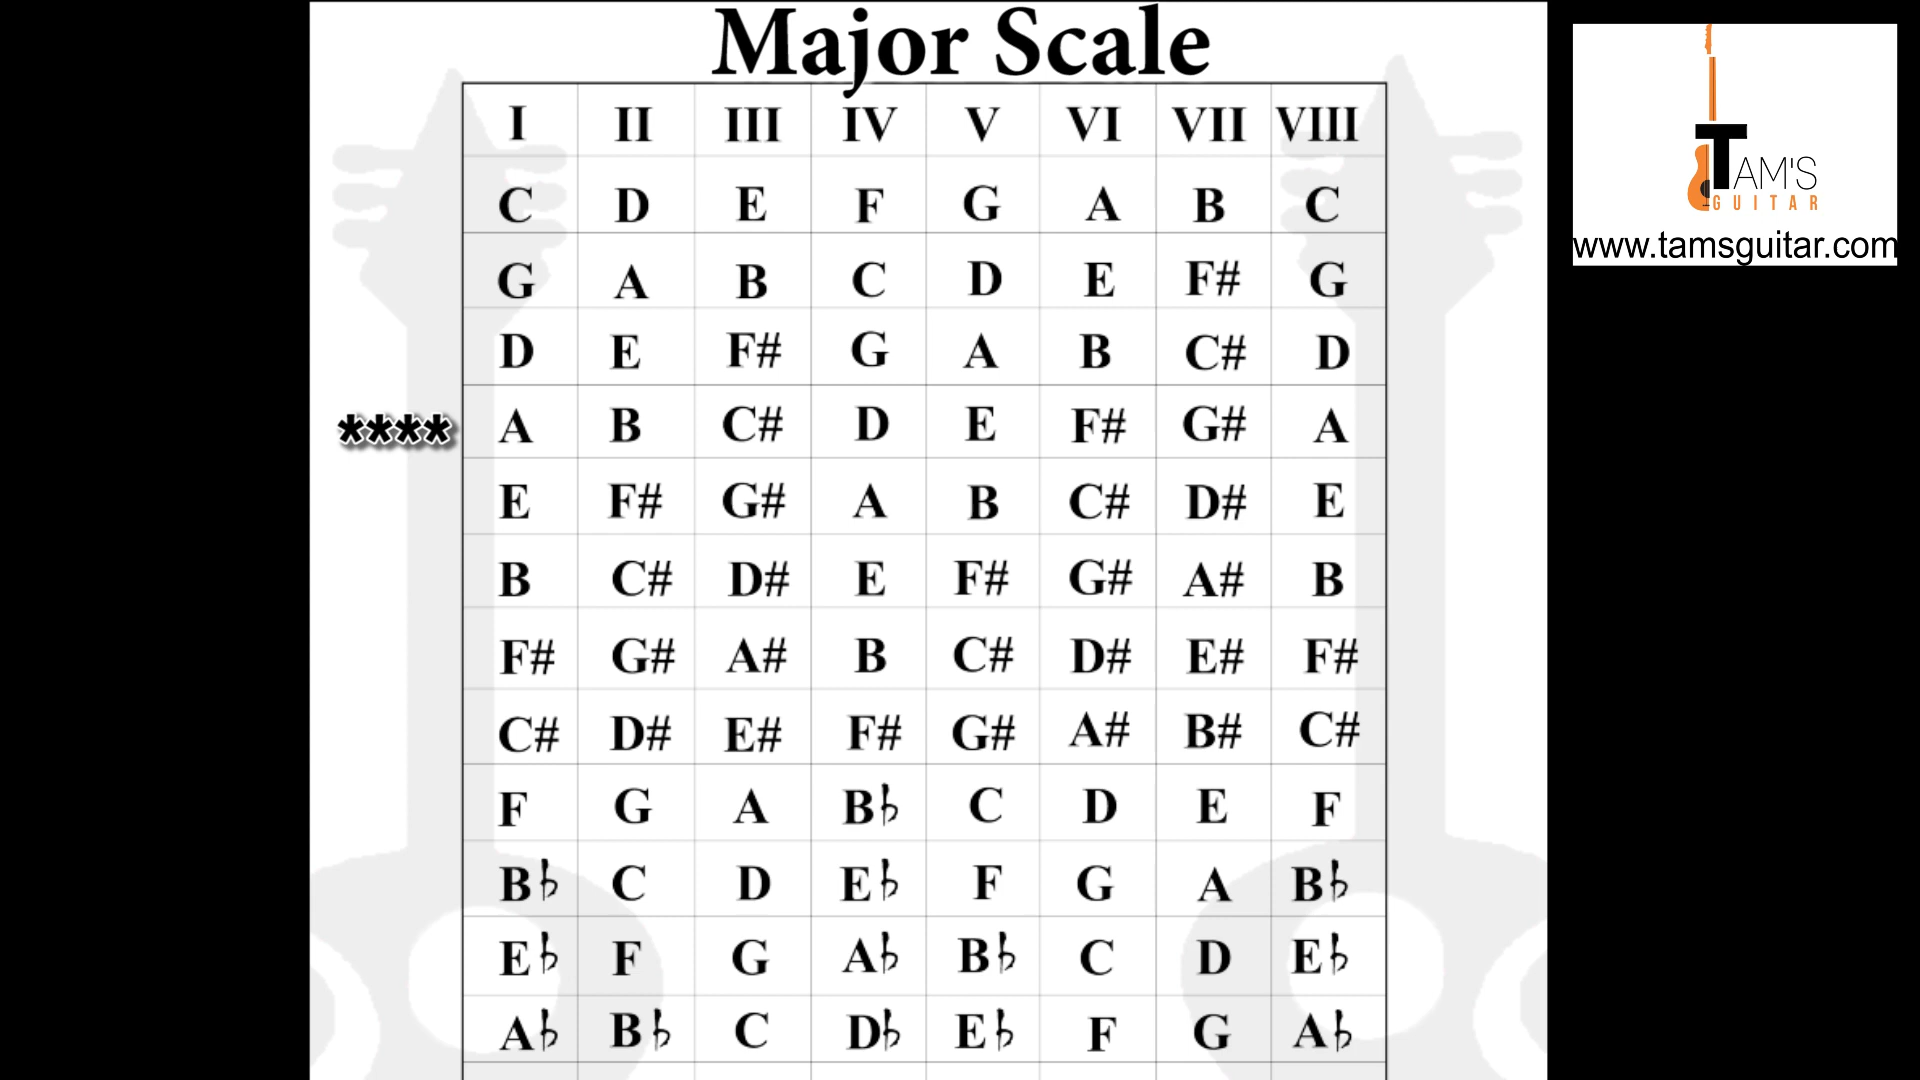 Major Scale
I II III IV V VI VII VIII
C D E F G A B C
G A B C D E F# G
D E F# G A B C# D
**** A B C# D E F# G# A
E F# G# A B C# D# E
B C# D# E F# G# A# B
F# G# A# B C# D# E# F#
C# D# E# F# G# A# B# C#
F G A B♭ C D E F
B♭ C D E♭ F G A B♭
E♭ F G A♭ B♭ C D E♭
A♭ B♭ C D♭ E♭ F G A♭
TAM'S
GUITAR
www.tamsguitar.com